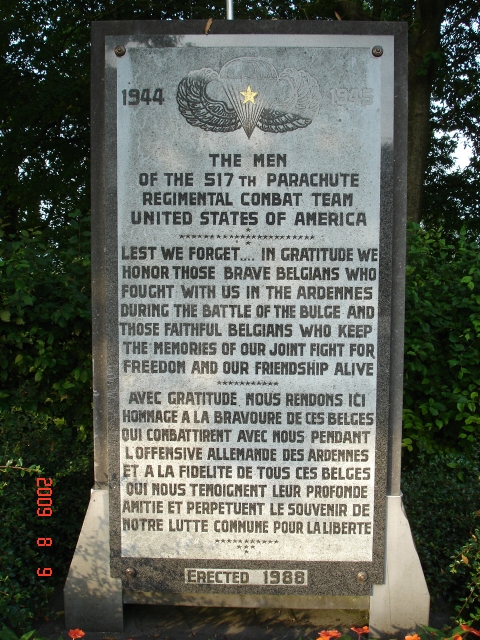 1944 1945
THE MEN
OF THE 517 TH PARACHUTE
REGIMENTAL COMBAT TEAM
UNITED STATES OF AMERICA
LEST WE FORGET.... IN GRATITUDE WE
HONOR THOSE BRAVE BELGIANS WHO
FOUGHT WITH US IN THE ARDENNES
DURING THE BATTLE OF THE BULGE AND
THOSE FAITHFUL BELGIANS WHO KEEP
THE MEMORIES OF OUR JOINT FIGHT FOR
FREEDOM AND OUR FRIENDSHIP ALIVE
AVEC GRATITUDE, NOUS RENDONS ICI
HOMMAGE A LA BRAVOURE DE CES BELGES
QUI COMBATTIRENT AVEC NOUS PENDANT
L'OFFENSIVE ALLEMANDE DES ARDENNES
ET A LA FIDELITE DE TOUS CES BELGES
QUI NOUS TEMOIGNENT LEUR PROFONDE
AMITIE ET PERPETUENT LE SOUVENIR DE
NOTRE LUTTE COMMUNE POUR LA LIBERTE
ERECTED 1988
2009 8 9